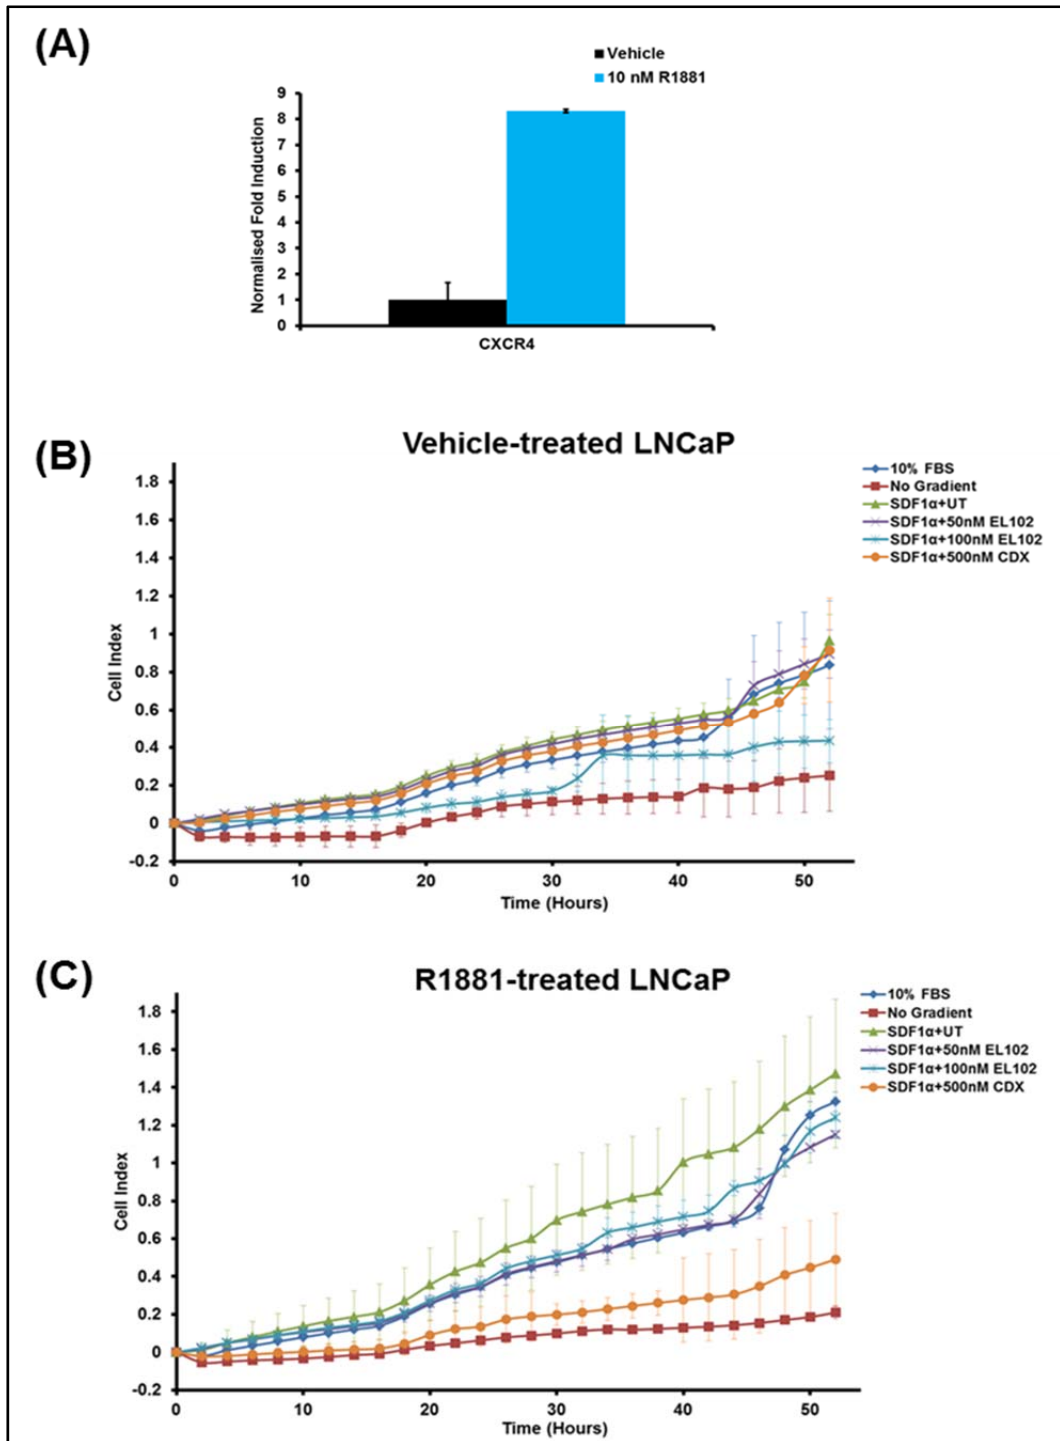 (A)
Vehicle
10 nM R1881
9
8
7
6
5
4
3
2
1
0
Normalised Fold Induction
CXCR4
(B)
Vehicle-treated LNCaP
10% FBS
No Gradient
SDF1α+UT
SDF1α+50nM EL102
SDF1α+100nM EL102
SDF1α+500nM CDX
1.8
1.6
1.4
1.2
1
0.8
0.6
0.4
0.2
0
-0.2
Cell Index
0 10 20 30 40 50
Time (Hours)
(C)
R1881-treated LNCaP
10% FBS
No Gradient
SDF1α+UT
SDF1α+50nM EL102
SDF1α+100nM EL102
SDF1α+500nM CDX
1.8
1.6
1.4
1.2
1
0.8
0.6
0.4
0.2
0
-0.2
Cell Index
0 10 20 30 40 50
Time (Hours)